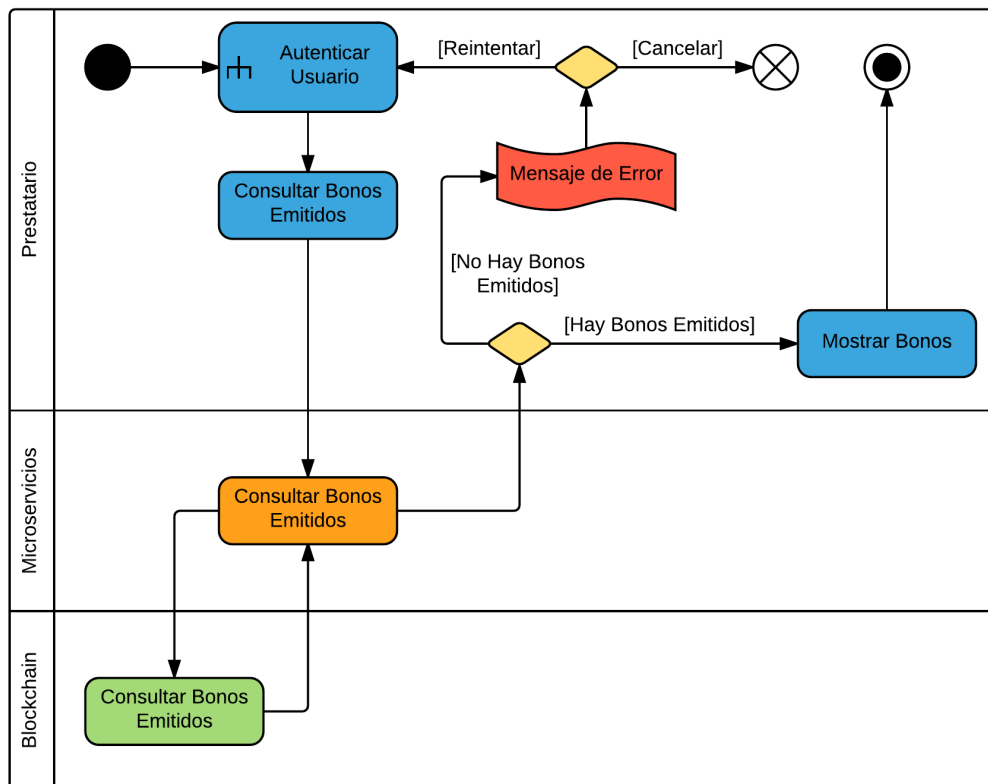 Prestatario
Autenticar
Usuario
[Reintentar]
[Cancelar]
Mensaje de Error
Consultar Bonos
Emitidos
[No Hay Bonos
Emitidos]
[Hay Bonos Emitidos]
Mostrar Bonos
Microservicios
Consultar Bonos
Emitidos
Blockchain
Consultar Bonos
Emitidos